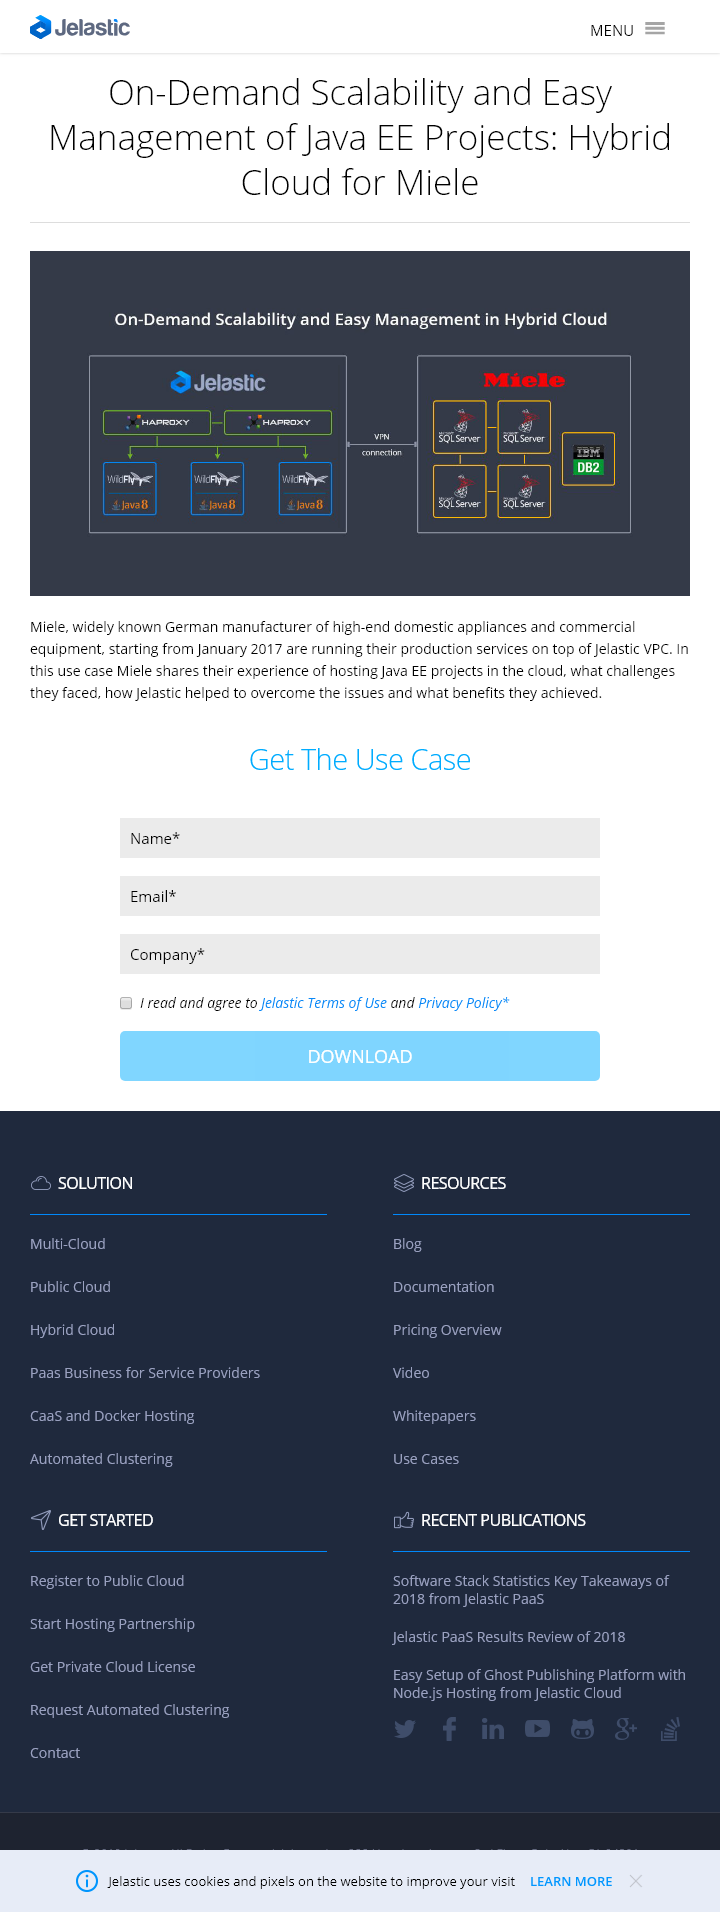 Jelastic
MENU
On-Demand Scalability and Easy
Management of Java EE Projects: Hybrid
Cloud for Miele
On-Demand Scalability and Easy Management in Hybrid Cloud
Jelastic
Miele
HAPROXY
HAPROXY
VPN
connection
Microsoft SQL Server
Microsoft SQL Server
IBM
DB2
WildFly
Java 8
WildFly
Java 8
WildFly
Java 8
Microsoft SQL Server
Microsoft SQL Server
Miele, widely known German manufacturer of high-end domestic appliances and commercial
equipment, starting from January 2017 are running their production services on top of Jelastic VPC. In
this use case Miele shares their experience of hosting Java EE projects in the cloud, what challenges
they faced, how Jelastic helped to overcome the issues and what benefits they achieved.
Get The Use Case
Name*
Email*
Company*
I read and agree to Jelastic Terms of Use and Privacy Policy*
DOWNLOAD
SOLUTION
Multi-Cloud
Public Cloud
Hybrid Cloud
Paas Business for Service Providers
CaaS and Docker Hosting
Automated Clustering
RESOURCES
Blog
Documentation
Pricing Overview
Video
Whitepapers
Use Cases
GET STARTED
Register to Public Cloud
Start Hosting Partnership
Get Private Cloud License
Request Automated Clustering
Contact
RECENT PUBLICATIONS
Software Stack Statistics Key Takeaways of
2018 from Jelastic PaaS
Jelastic PaaS Results Review of 2018
Easy Setup of Ghost Publishing Platform with
Node.js Hosting from Jelastic Cloud
Jelastic uses cookies and pixels on the website to improve your visit LEARN MORE